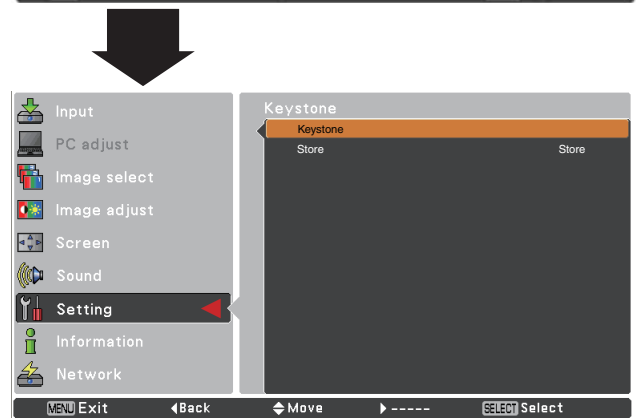 Input
PC adjust
Image select
Image adjust
Screen
Sound
Setting
Information
Network
Keystone
Keystone
Store Store
MENU Exit Back Move ----- SELECT Select